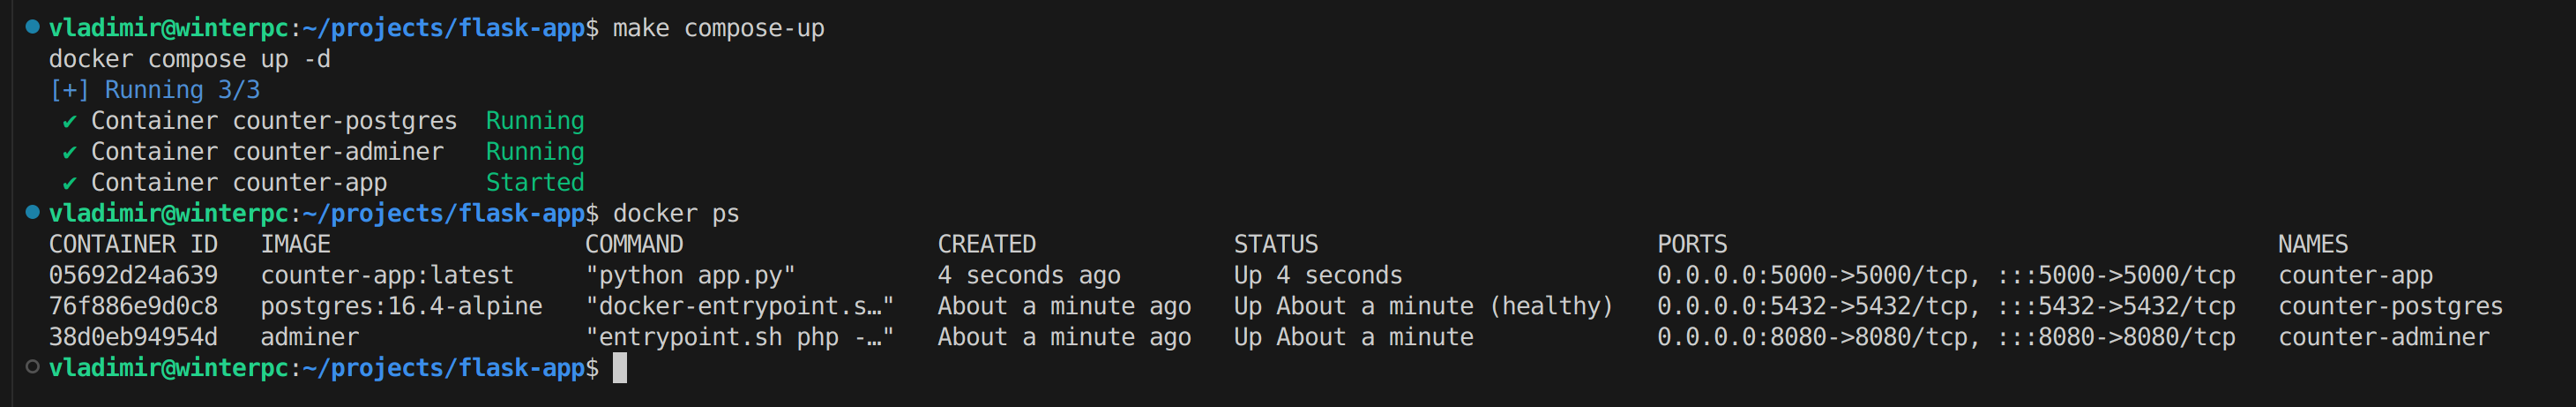 vladimir@winterpc:~/projects/flask-app$ make compose-up
docker compose up -d
[+] Running 3/3
 ✔ Container counter-postgres  Running
 ✔ Container counter-adminer   Running
 ✔ Container counter-app       Started
vladimir@winterpc:~/projects/flask-app$ docker ps
CONTAINER ID   IMAGE                  COMMAND                  CREATED              STATUS                        PORTS                                       NAMES
05692d24a639   counter-app:latest     "python app.py"          4 seconds ago        Up 4 seconds                  0.0.0.0:5000->5000/tcp, :::5000->5000/tcp   counter-app
76f886e9d0c8   postgres:16.4-alpine   "docker-entrypoint.s…"   About a minute ago   Up About a minute (healthy)   0.0.0.0:5432->5432/tcp, :::5432->5432/tcp   counter-postgres
38d0eb94954d   adminer                "entrypoint.sh php -…"   About a minute ago   Up About a minute             0.0.0.0:8080->8080/tcp, :::8080->8080/tcp   counter-adminer
vladimir@winterpc:~/projects/flask-app$